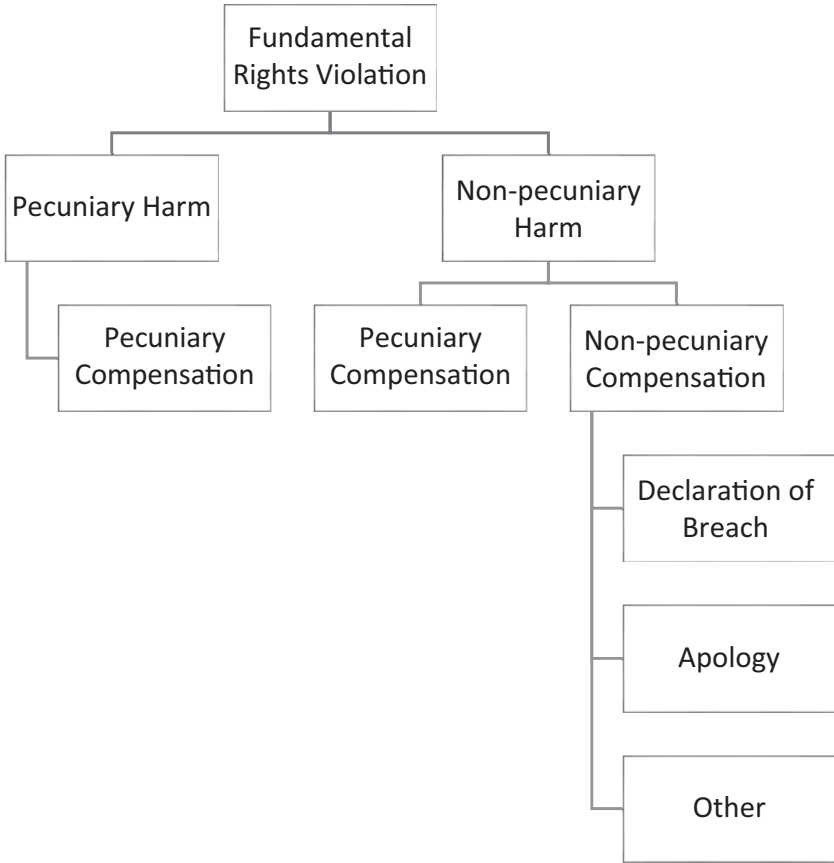 Fundamental
Rights Violation
Pecuniary Harm
Non-pecuniary
Harm
Pecuniary
Compensation
Pecuniary
Compensation
Non-pecuniary
Compensation
Declaration of
Breach
Apology
Other